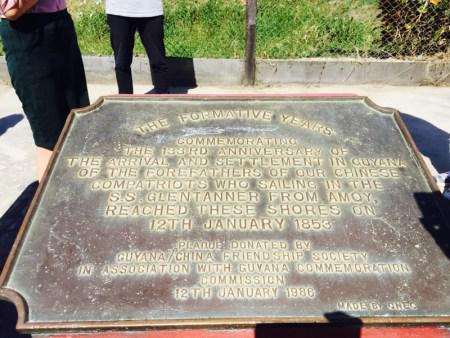 THE FORMATIVE YEARS
COMMEMORATING
THE 133RD ANNIVERSARY OF
THE ARRIVAL AND SETTLEMENT IN GUYANA
OF THE FOREFATHERS OF OUR CHINESE
COMPATRIOTS WHO SAILING IN THE
S.S. GLENTANNER FROM AMOY,
REACHED THESE SHORES ON
12TH JANUARY 1853
PLAQUE DONATED BY
GUYANA/CHINA FRIENDSHIP SOCIETY
IN ASSOCIATION WITH GUYANA COMMEMORATION
COMMISSION
12TH JANUARY 1986
MADE BY GREG